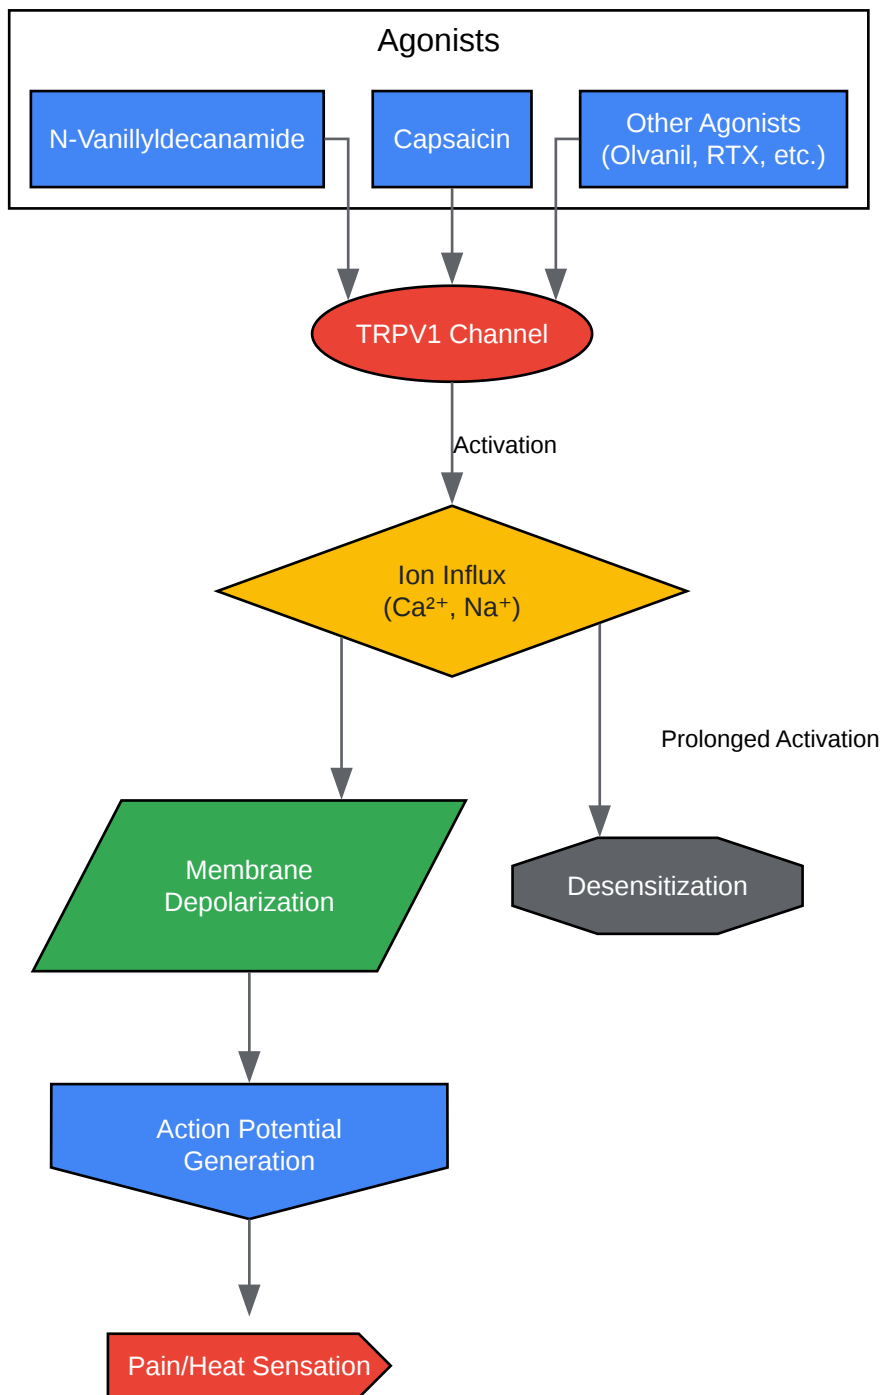 Agonists
N-Vanillyldecanamide
Capsaicin
Other Agonists
(Olvanil, RTX, etc.)
TRPV1 Channel
Activation
Ion Influx
(Ca²⁺, Na⁺)
Prolonged Activation
Membrane
Depolarization
Desensitization
Action Potential
Generation
Pain/Heat Sensation